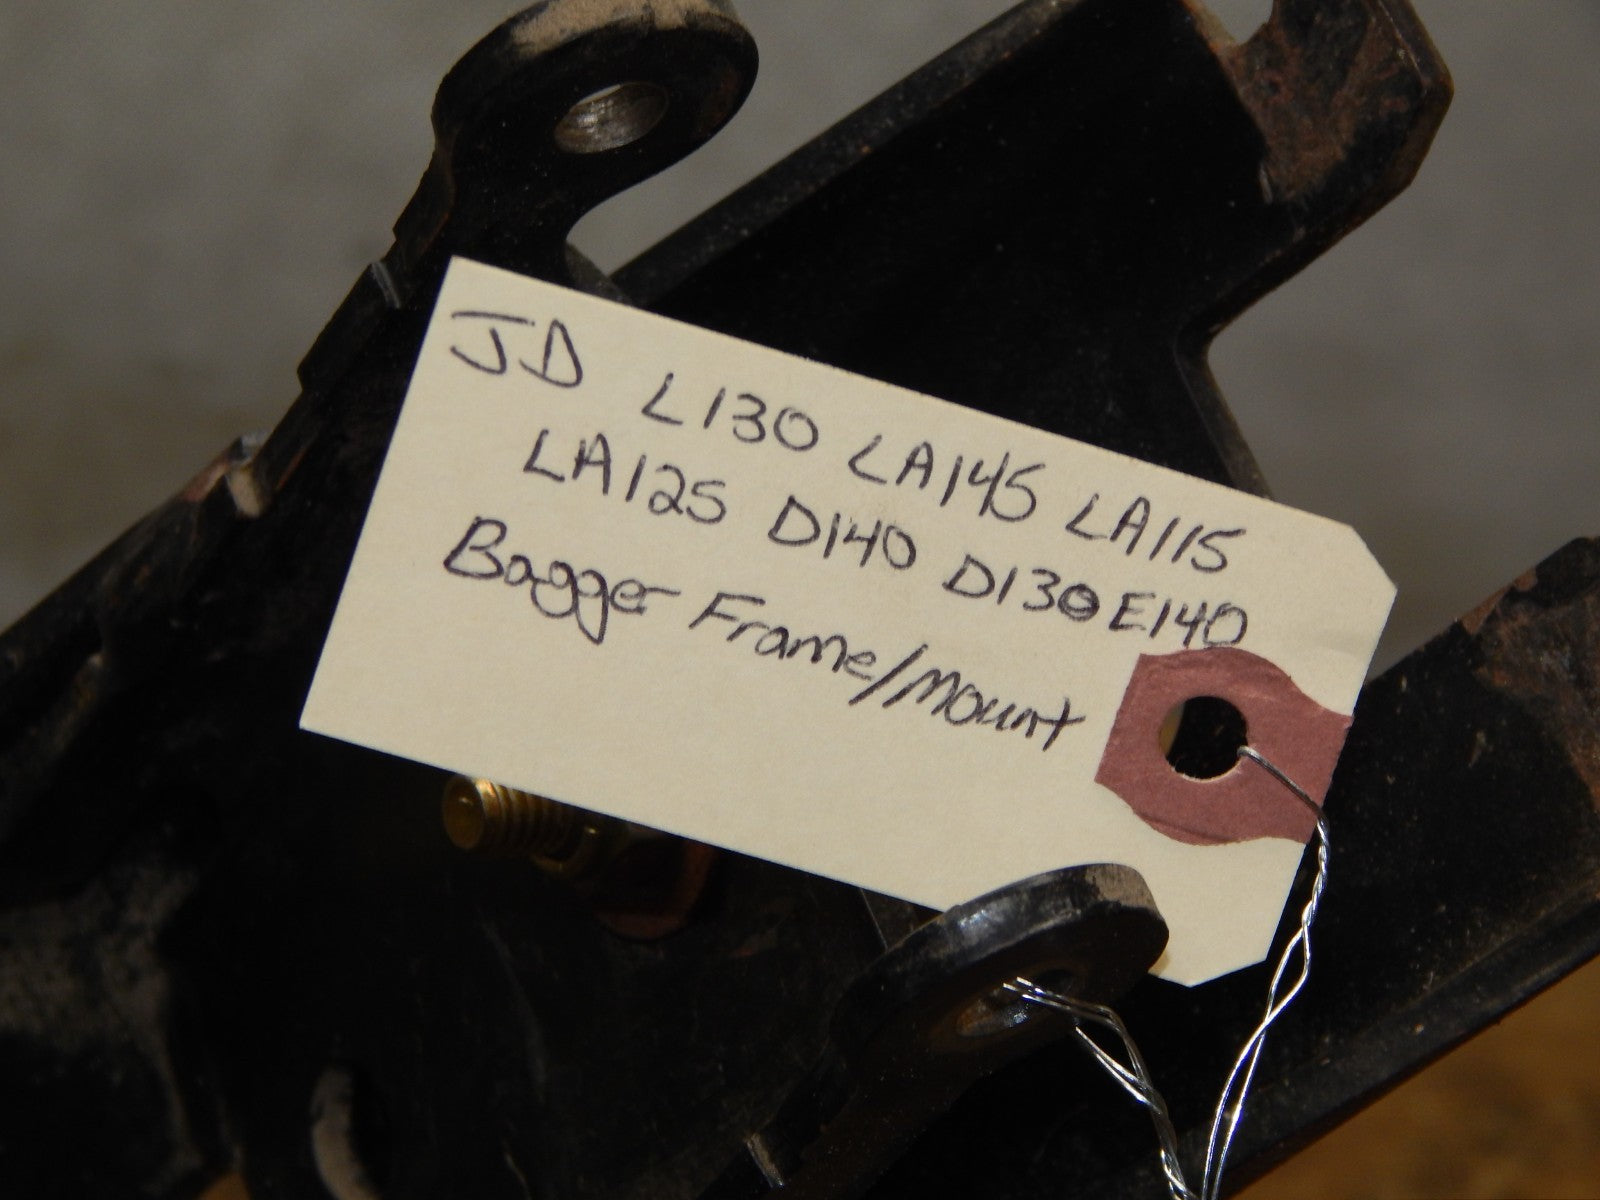 JD L130 LA145 LA115
LA125 D140 D130 E140
Bagger Frame/Mount